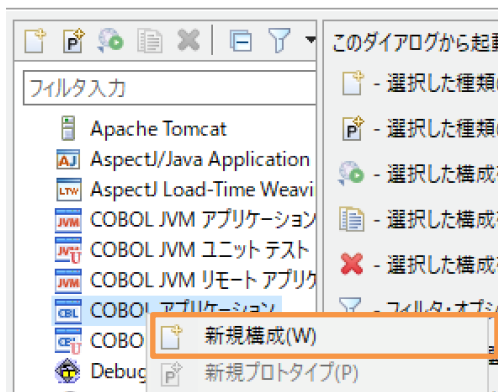 このダイアログから起動
フィルタ入力
- 選択した種類
Apache Tomcat
- 選択した種類
AspectJ/Java Application
AspectJ Load-Time Weavi
- 選択した構成
COBOL JVM アプリケーション
- 選択した構成
COBOL JVM ユニット テスト
COBOL JVM リモート アプリケ
- 選択した構成
COBOL アプリケーション
- フィルタ・オプシ
COBO
新規構成(W)
Debug
新規プロトタイプ(P)